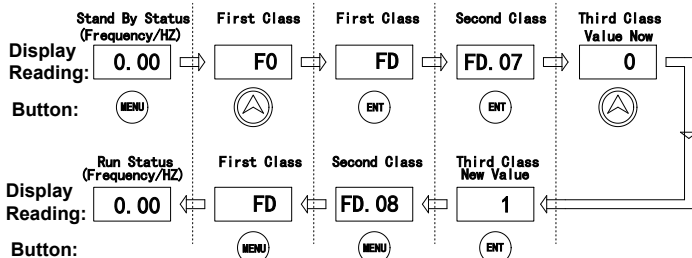 Stand By Status First Class First Class Second Class Third Class
(Frequency/HZ) Value Now
Display
Reading: 0.00 F0 FD FD.07 0
Button: MENU ENT ENT
Run Status First Class Second Class Third Class
(Frequency/HZ) New Value
Display
Reading: 0.00 FD FD.08 1
Button: MENU MENU ENT